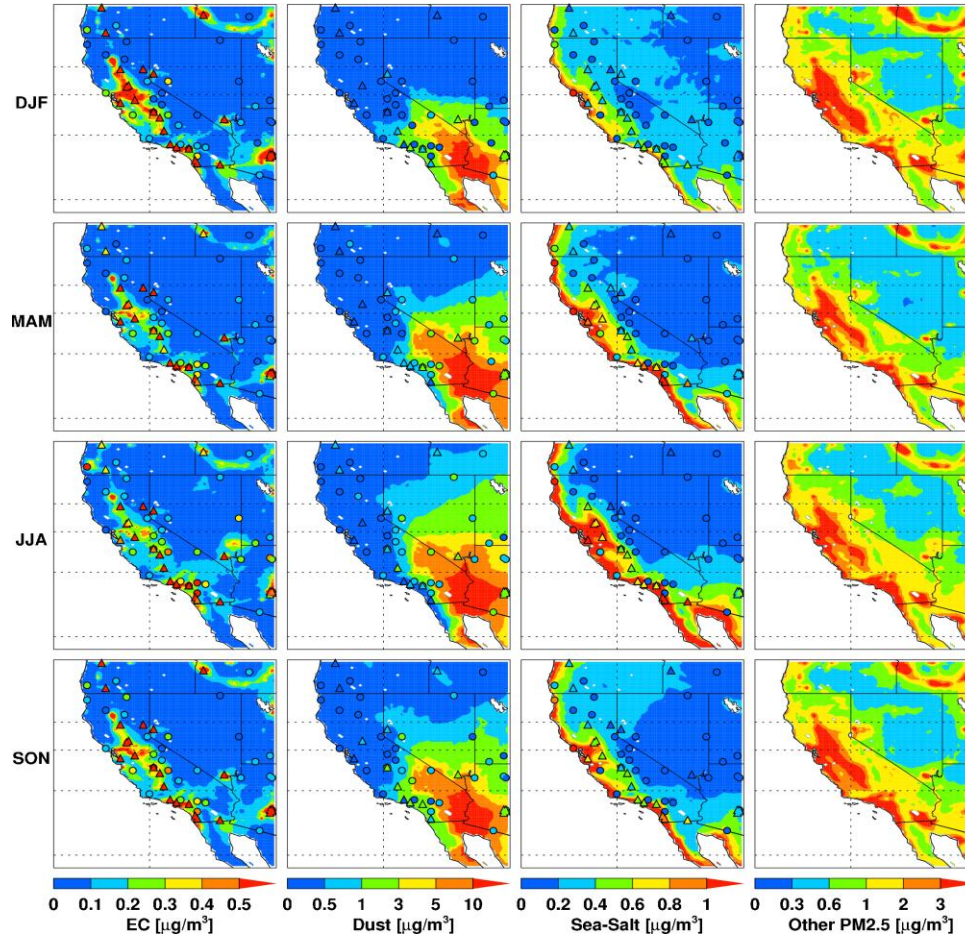 DJF
MAM
JJA
SON
0 0.1 0.2 0.3 0.4 0.5
EC [µg/m³]
0 0.5 1 3 5 10
Dust [µg/m³]
0 0.2 0.4 0.6 0.8 1
Sea-Salt [µg/m³]
0 0.3 0.6 1 2 3
Other PM2.5 [µg/m³]